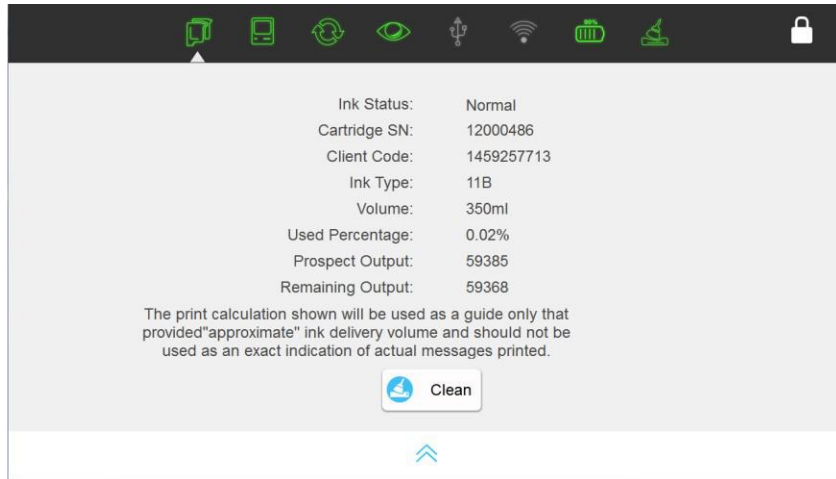 99%
Ink Status: Normal
Cartridge SN: 12000486
Client Code: 1459257713
Ink Type: 11B
Volume: 350ml
Used Percentage: 0.02%
Prospect Output: 59385
Remaining Output: 59368
The print calculation shown will be used as a guide only that
provided"approximate" ink delivery volume and should not be
used as an exact indication of actual messages printed.
Clean